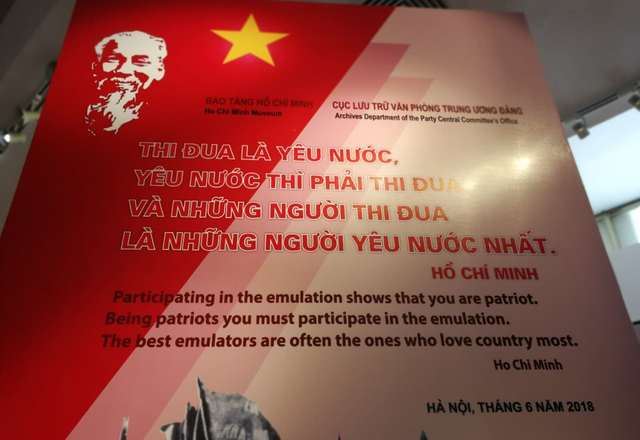 BẢO TÀNG HỒ CHÍ MINH
Ho Chi Minh Museum
CỤC LƯU TRỮ VĂN PHÒNG TRUNG ƯƠNG ĐẢNG
Archives Department of the Party Central Committee's Office
THI ĐUA LÀ YÊU NƯỚC,
YÊU NƯỚC THÌ PHẢI THI ĐUA
VÀ NHỮNG NGƯỜI THI ĐUA
LÀ NHỮNG NGƯỜI YÊU NƯỚC NHẤT.
HỒ CHÍ MINH
Participating in the emulation shows that you are patriot.
Being patriots you must participate in the emulation.
The best emulators are often the ones who love country most.
Ho Chi Minh
HÀ NỘI, THÁNG 6 NĂM 2018